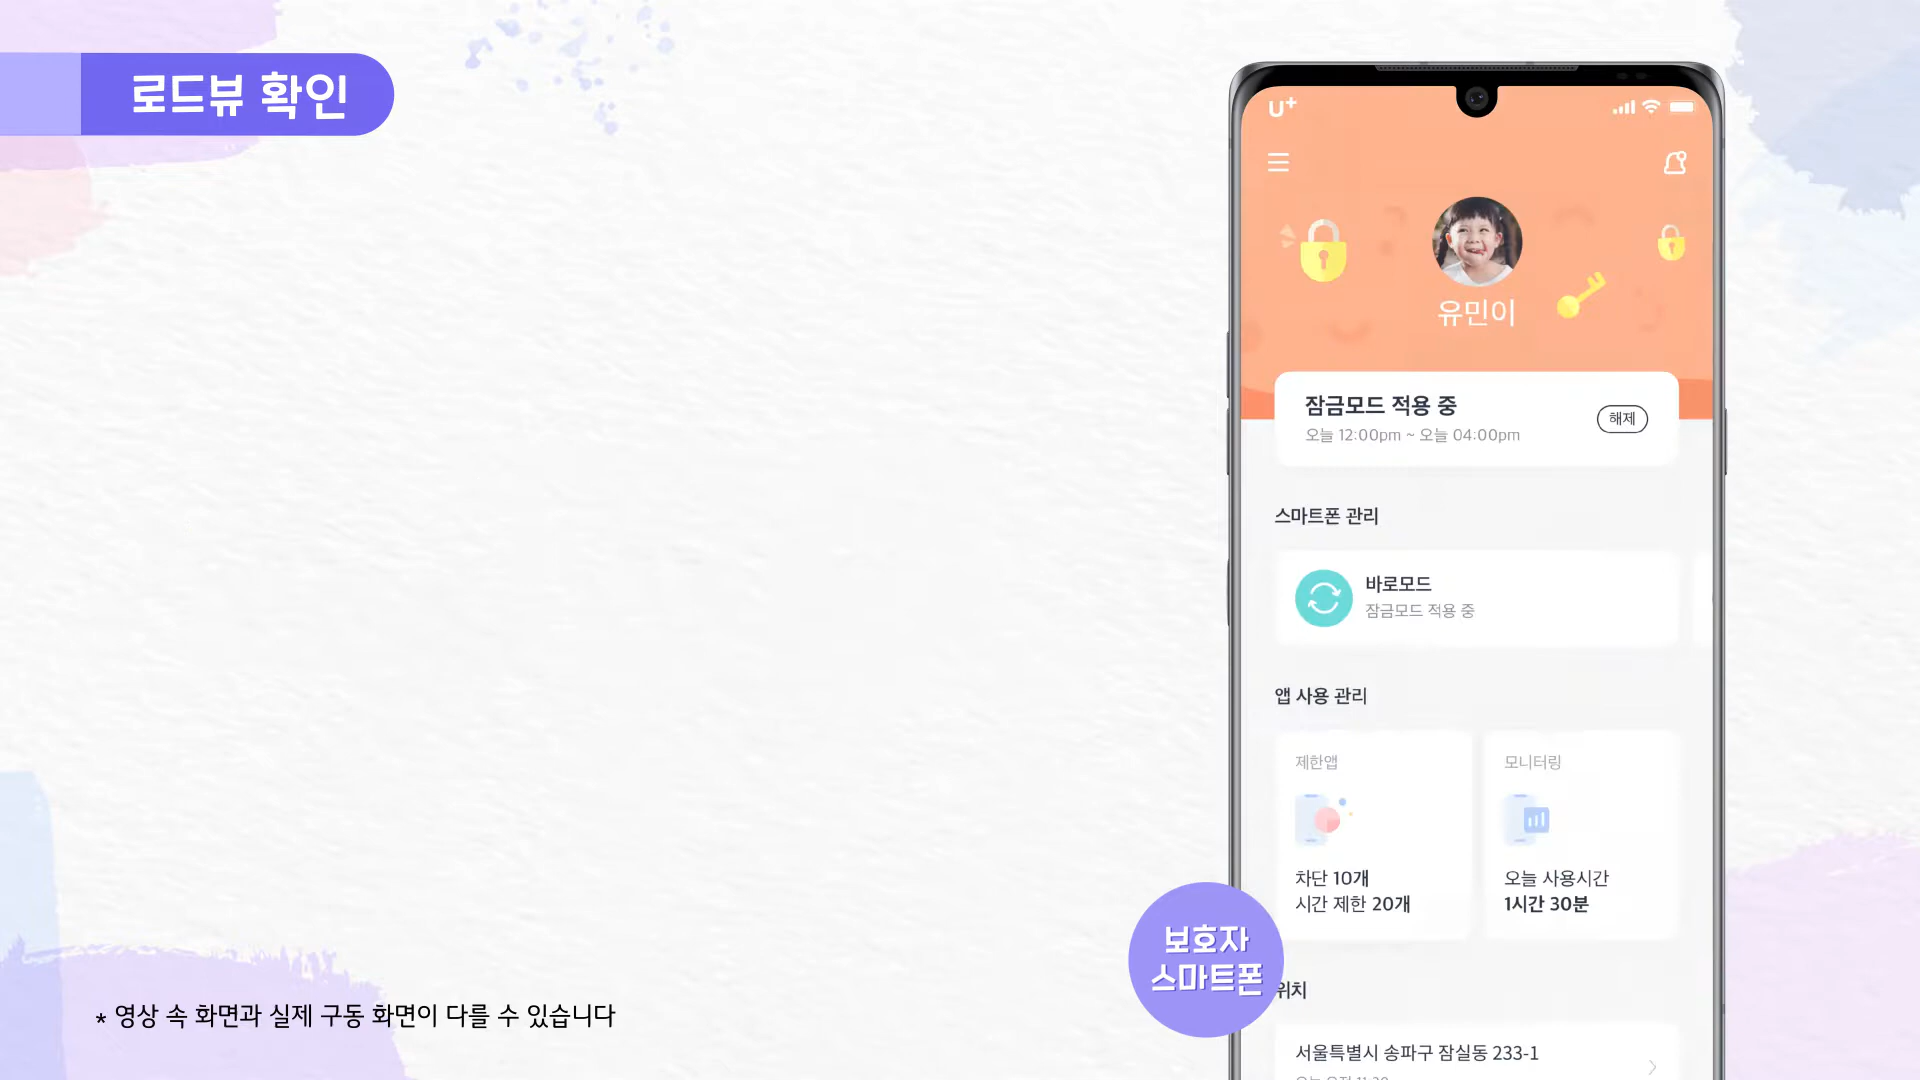 로드뷰 확인
U+
유민이
잠금모드 적용 중
오늘 12:00pm ~ 오늘 04:00pm
해제
스마트폰 관리
바로모드
잠금모드 적용 중
앱 사용 관리
제한앱
차단 10개
시간 제한 20개
모니터링
오늘 사용시간
1시간 30분
보호자
스마트폰
위치
서울특별시 송파구 잠실동 233-1
* 영상 속 화면과 실제 구동 화면이 다를 수 있습니다